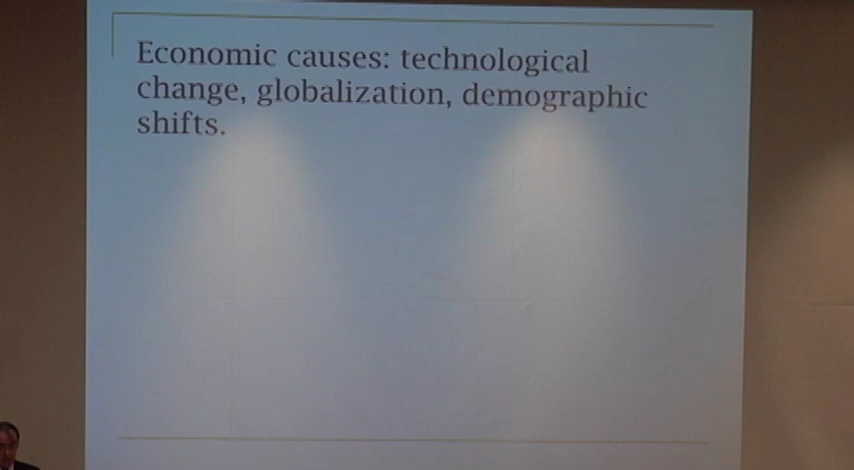 Economic causes: technological
change, globalization, demographic
shifts.